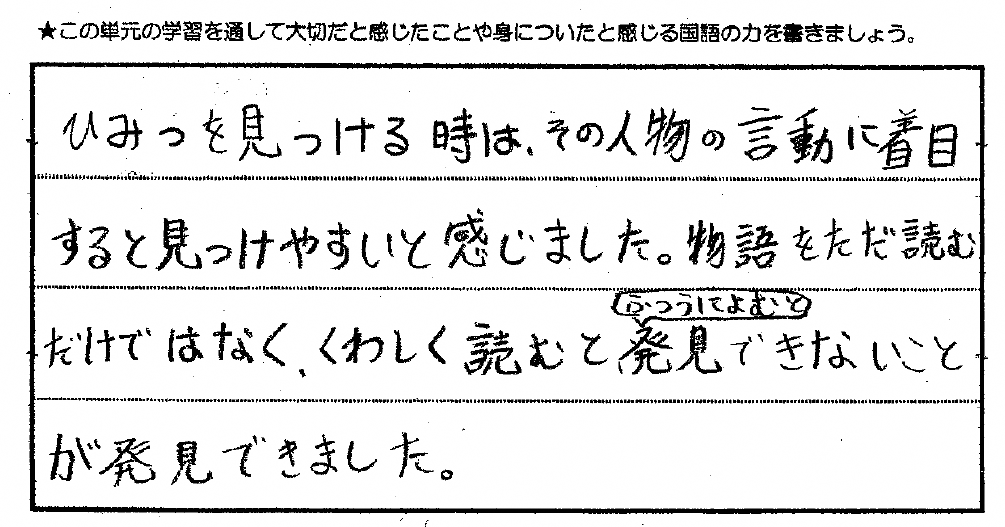 ★この単元の学習を通して大切だと感じたことや身についたと感じる国語の力を書きましょう。
ひみつを見つける時は、その人物の言動に着目
すると見つけやすいと感じました。物語をただ読む
ふつうによむと
だけではなく、くわしく読むと発見できないこと
が発見できました。